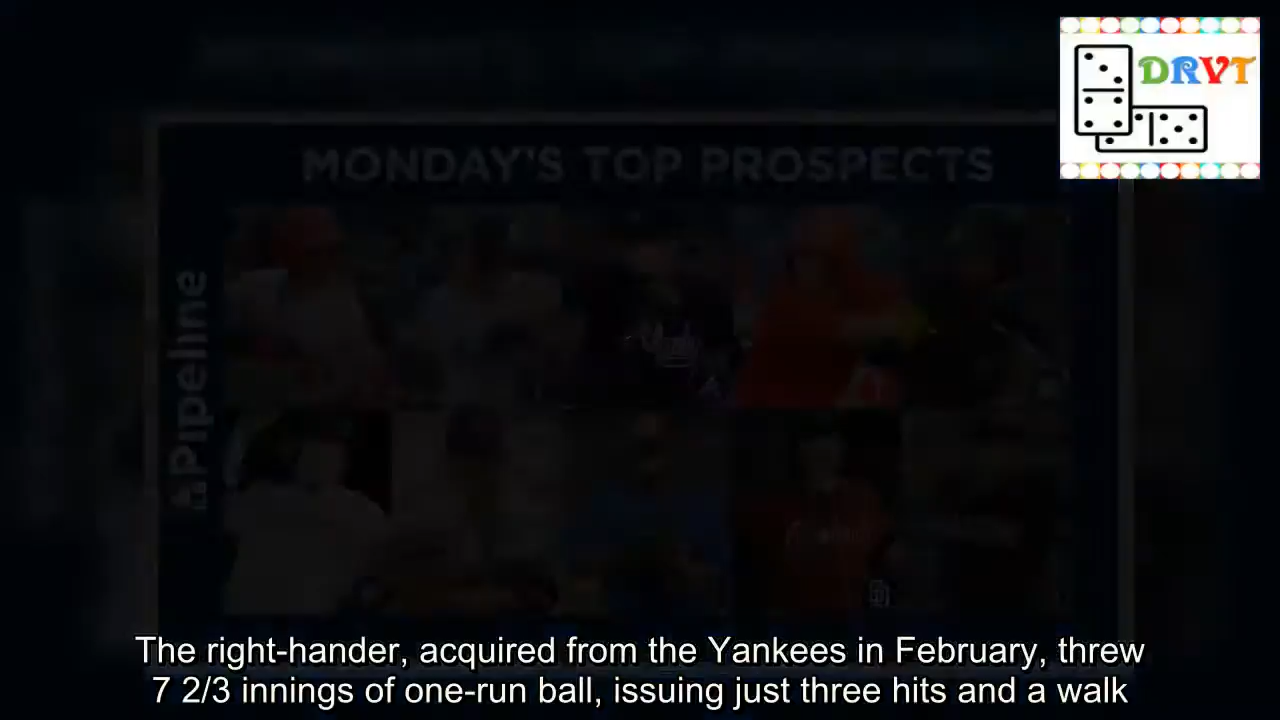 DRVT
MONDAY'S TOP PROSPECTS
Pipeline
The right-hander, acquired from the Yankees in February, threw
7 2/3 innings of one-run ball, issuing just three hits and a walk